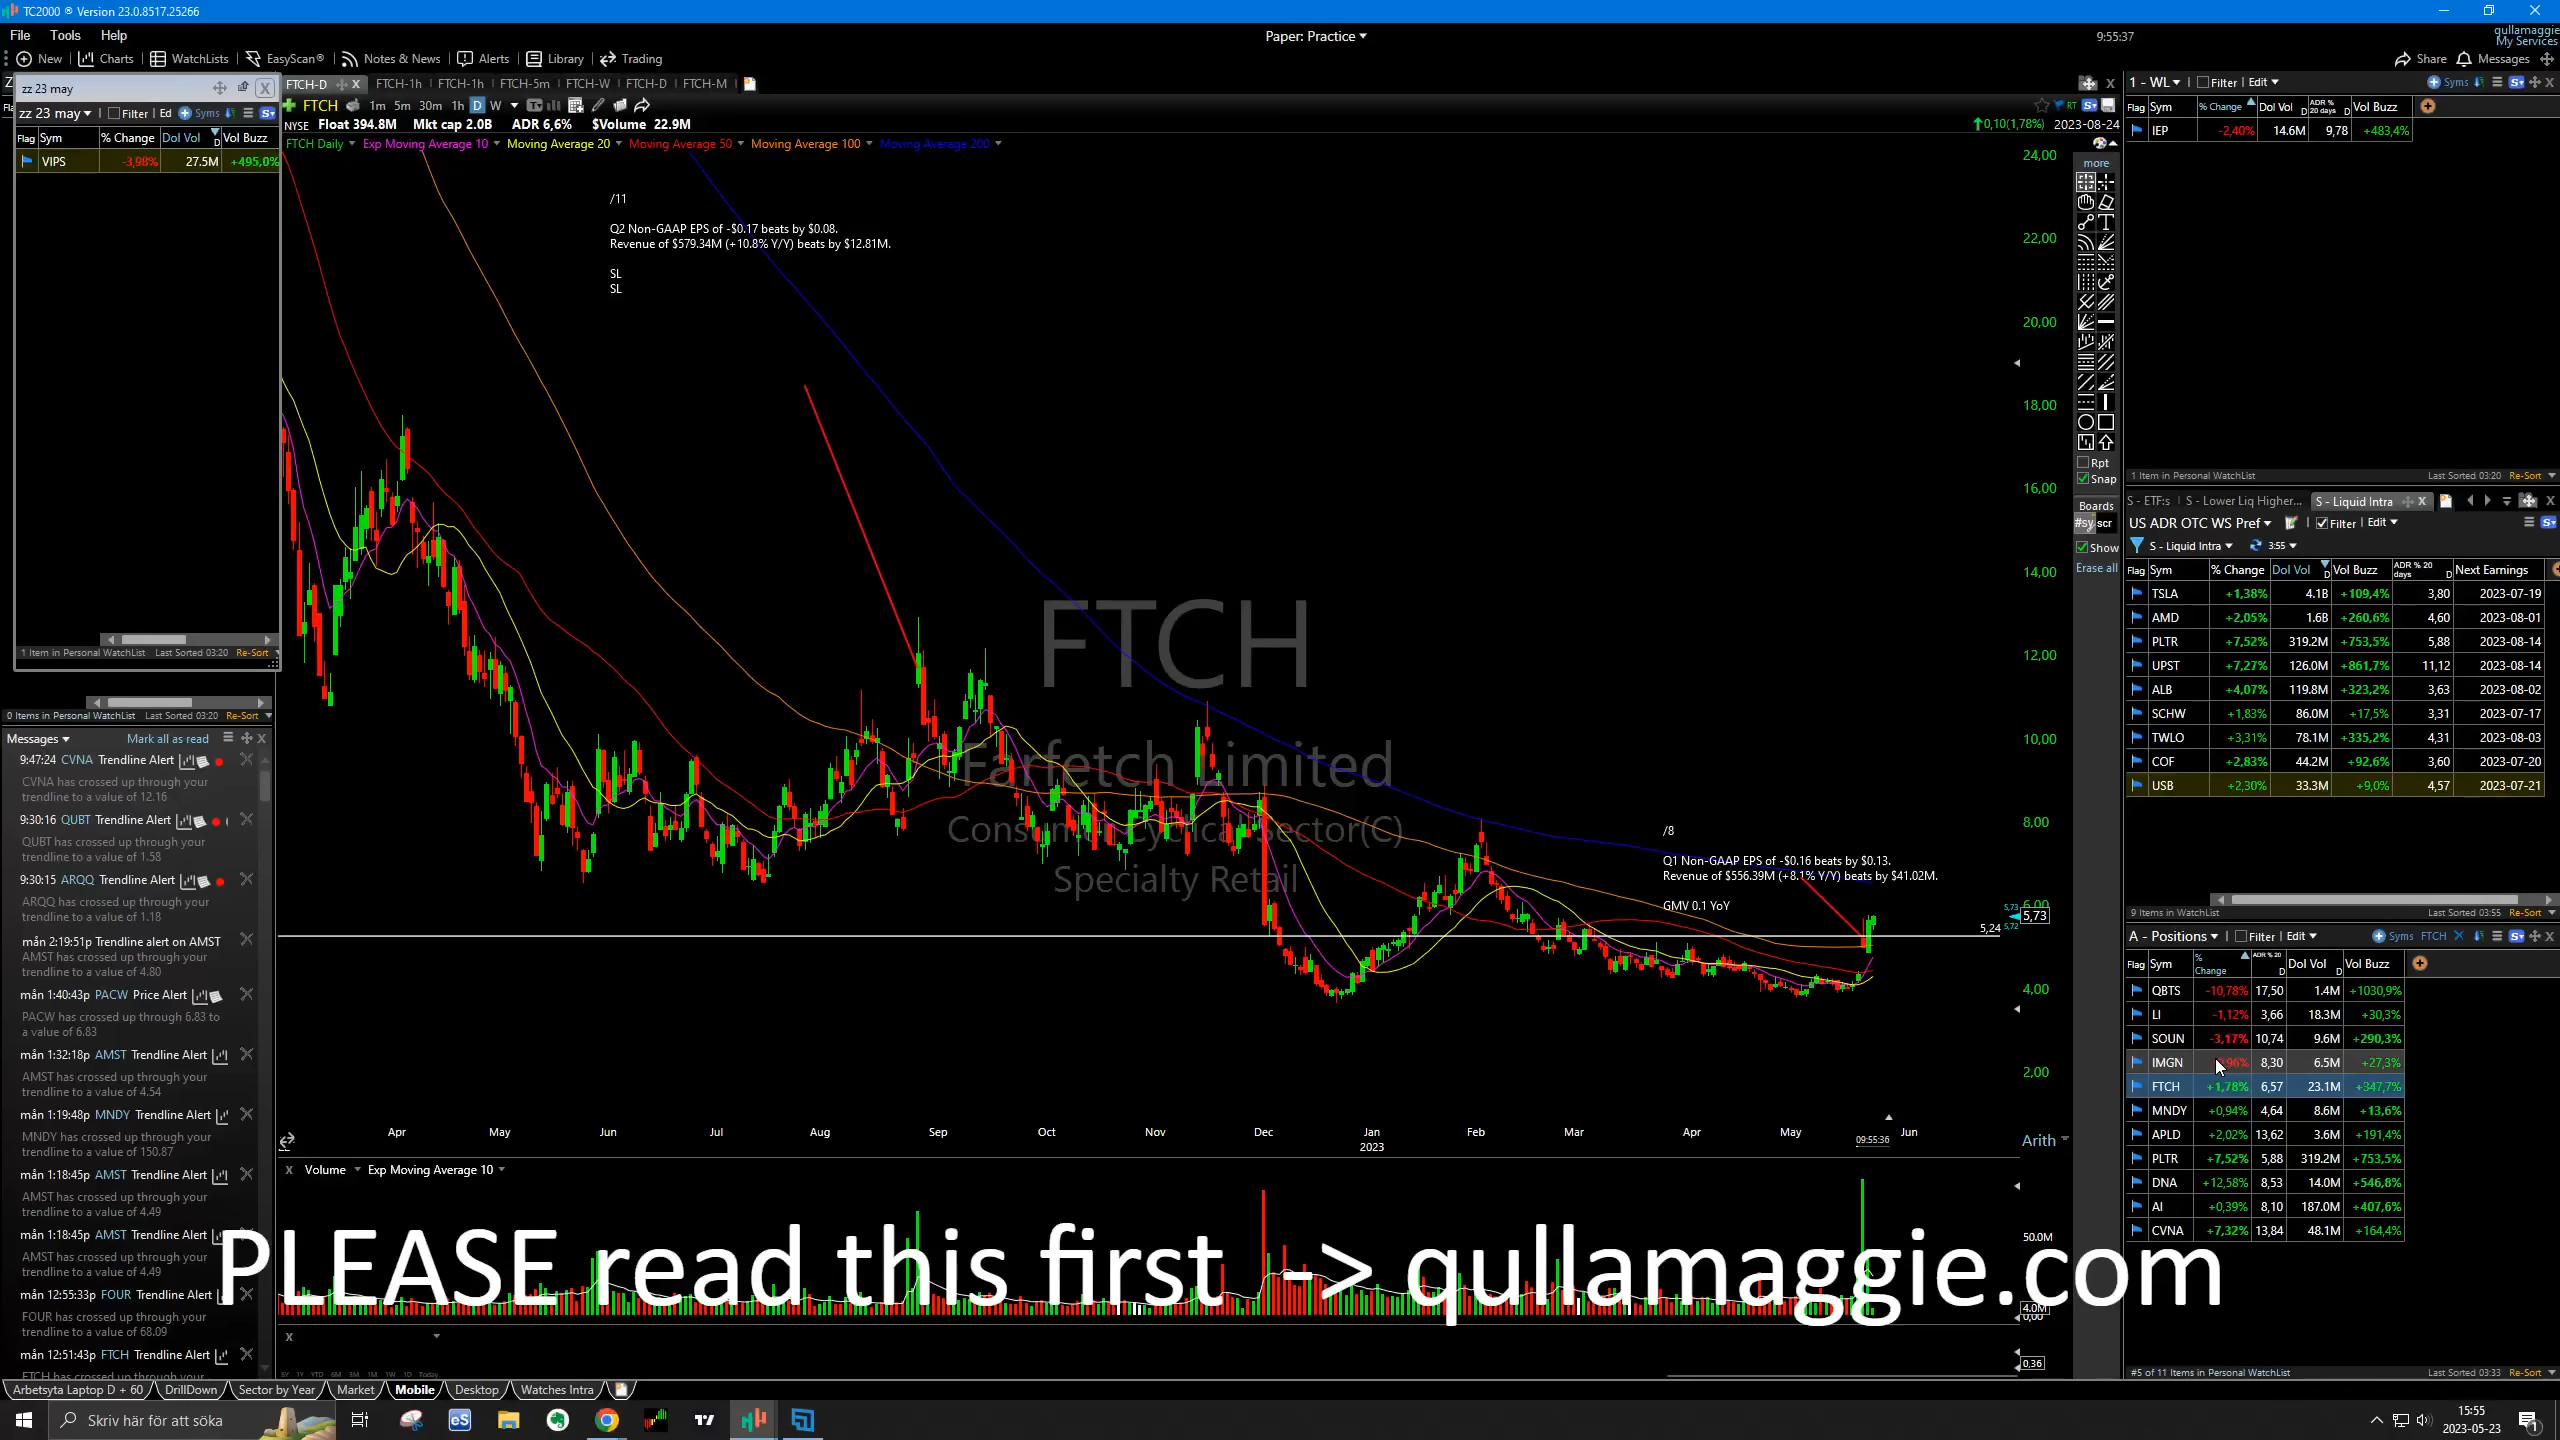 TC2000 ® Version 23.0.8517.25266
File Tools Help
Paper: Practice
9:55:37
qullamaggie
My Services
New Charts WatchLists EasyScan® Notes & News Alerts Library Trading
Share Messages
zz 23 may
zz 23 may Filter Ed Syms
Flag Sym % Change Dol Vol D Vol Buzz
VIPS -3,98% 27.5M +495,0%
1 Item in Personal WatchList Last Sorted 03:20 Re-Sort
0 Items in Personal WatchList Last Sorted 03:20 Re-Sort
Messages Mark all as read
9:47:24 CVNA Trendline Alert
CVNA has crossed up through your
trendline to a value of 12.16
9:30:16 QUBT Trendline Alert
QUBT has crossed up through your
trendline to a value of 1.58
9:30:15 ARQQ Trendline Alert
ARQQ has crossed up through your
trendline to a value of 1.18
mån 2:19:51p Trendline alert on AMST
AMST has crossed up through your
trendline to a value of 4.80
mån 1:40:43p PACW Price Alert
PACW has crossed up through 6.83 to
a value of 6.83
mån 1:32:18p AMST Trendline Alert
AMST has crossed up through your
trendline to a value of 4.54
mån 1:19:48p MNDY Trendline Alert
MNDY has crossed up through your
trendline to a value of 150.87
mån 1:18:45p AMST Trendline Alert
AMST has crossed up through your
trendline to a value of 4.49
mån 1:18:45p AMST Trendline Alert
AMST has crossed up through your
trendline to a value of 4.49
mån 12:55:33p FOUR Trendline Alert
FOUR has crossed up through your
trendline to a value of 68.09
mån 12:51:43p FTCH Trendline Alert
FTCH has crossed up through your
FTCH-D FTCH-1h FTCH-1h FTCH-5m FTCH-W FTCH-D FTCH-M
FTCH 1m 5m 30m 1h D W
NYSE Float 394.8M Mkt cap 2.0B ADR 6,6% $Volume 22.9M
0,10(1,78%) 2023-08-24
FTCH Daily Exp Moving Average 10 Moving Average 20 Moving Average 50 Moving Average 100 Moving Average 200
/11
Q2 Non-GAAP EPS of -$0.17 beats by $0.08.
Revenue of $579.34M (+10.8% Y/Y) beats by $12.81M.
SL
SL
FTCH
Farfetch Limited
Consumer Cyclical Sector(C)
Specialty Retail
/8
Q1 Non-GAAP EPS of -$0.16 beats by $0.13.
Revenue of $556.39M (+8.1% Y/Y) beats by $41.02M.
GMV 0.1 YoY
24,00
22,00
20,00
18,00
16,00
14,00
12,00
10,00
8,00
6,00
5,73
5,73
5,72
5,24
4,00
2,00
Apr May Jun Jul Aug Sep Oct Nov Dec Jan Feb Mar Apr May Jun
2023
09:55:36
Arith
Volume Exp Moving Average 10
50.0M
4.0M
0,00
0,36
PLEASE read this first -> qullamaggie.com
more
Rpt
Snap
Boards
#sy scr
Show
Erase all
1 - WL Filter Edit Syms
Flag Sym % Change Dol Vol D ADR % 20 days D Vol Buzz
IEP -2,40% 14.6M 9,78 +483,4%
1 Item in Personal WatchList Last Sorted 03:20 Re-Sort
S - ETF:s S - Lower Liq Higher... S - Liquid Intra
US ADR OTC WS Pref Filter Edit
S - Liquid Intra 3:55
Flag Sym % Change Dol Vol D Vol Buzz ADR % 20 days D Next Earnings
TSLA +1,38% 4.1B +109,4% 3,80 2023-07-19
AMD +2,05% 1.6B +260,6% 4,60 2023-08-01
PLTR +7,52% 319.2M +753,5% 5,88 2023-08-14
UPST +7,27% 126.0M +861,7% 11,12 2023-08-14
ALB +4,07% 119.8M +323,2% 3,63 2023-08-02
SCHW +1,83% 86.0M +17,5% 3,31 2023-07-17
TWLO +3,31% 78.1M +335,2% 4,31 2023-08-03
COF +2,83% 44.2M +92,6% 3,60 2023-07-20
USB +2,30% 33.3M +9,0% 4,57 2023-07-21
9 Items in WatchList Last Sorted 03:55 Re-Sort
A - Positions Filter Edit Syms FTCH
Flag Sym % Change ADR % 20 D Dol Vol D Vol Buzz
QBTS -10,78% 17,50 1.4M +1030,9%
LI -1,12% 3,66 18.3M +30,3%
SOUN -3,17% 10,74 9.6M +290,3%
IMGN 8,30 6.5M +27,3%
FTCH +1,78% 6,57 23.1M +347,7%
MNDY +0,94% 4,64 8.6M +13,6%
APLD +2,02% 13,62 3.6M +191,4%
PLTR +7,52% 5,88 319.2M +753,5%
DNA +12,58% 8,53 14.0M +546,8%
AI +0,39% 8,10 187.0M +407,6%
CVNA +7,32% 13,84 48.1M +164,4%
#5 of 11 Items in Personal WatchList Last Sorted 03:33 Re-Sort
Arbetsyta Laptop D + 60 DrillDown Sector by Year Market Mobile Desktop Watches Intra
Skriv här för att söka
15:55
2023-05-23